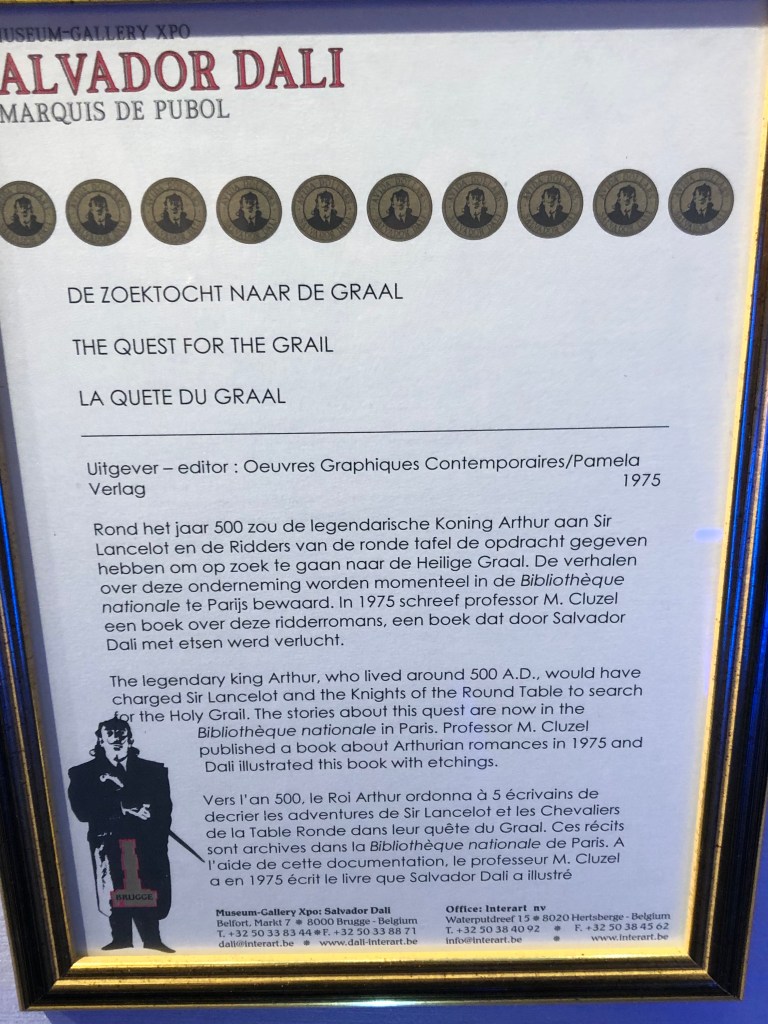 MUSEUM-GALLERY XPO
ALVADOR DALI
MARQUIS DE PUBOL
DE ZOEKTOCHT NAAR DE GRAAL
THE QUEST FOR THE GRAIL
LA QUETE DU GRAAL
Uitgever – editor : Oeuvres Graphiques Contemporaires/Pamela
Verlag 1975
Rond het jaar 500 zou de legendarische Koning Arthur aan Sir
Lancelot en de Ridders van de ronde tafel de opdracht gegeven
hebben om op zoek te gaan naar de Heilige Graal. De verhalen
over deze onderneming worden momenteel in de Bibliothèque
nationale te Parijs bewaard. In 1975 schreef professor M. Cluzel
een boek over deze ridderromans, een boek dat door Salvador
Dali met etsen werd verlucht.
The legendary king Arthur, who lived around 500 A.D., would have
charged Sir Lancelot and the Knights of the Round Table to search
for the Holy Grail. The stories about this quest are now in the
Bibliothèque nationale in Paris. Professor M. Cluzel
published a book about Arthurian romances in 1975 and
Dali illustrated this book with etchings.
Vers l'an 500, le Roi Arthur ordonna à 5 écrivains de
decrier les adventures de Sir Lancelot et les Chevaliers
de la Table Ronde dans leur quête du Graal. Ces récits
sont archives dans la Bibliothèque nationale de Paris. A
l'aide de cette documentation, le professeur M. Cluzel
a en 1975 écrit le livre que Salvador Dali a illustré
BRUGGE
Museum-Gallery Xpo: Salvador Dali
Belfort, Markt 7 * 8000 Brugge - Belgium
T. +32 50 33 83 44 * F. +32 50 33 88 71
dali@interart.be * www.dali-interart.be
Office: Interart nv
Waterputdreef 15 * 8020 Hertsberge - Belgium
T. +32 50 38 40 92 * F. +32 50 38 45 62
info@interart.be * www.interart.be